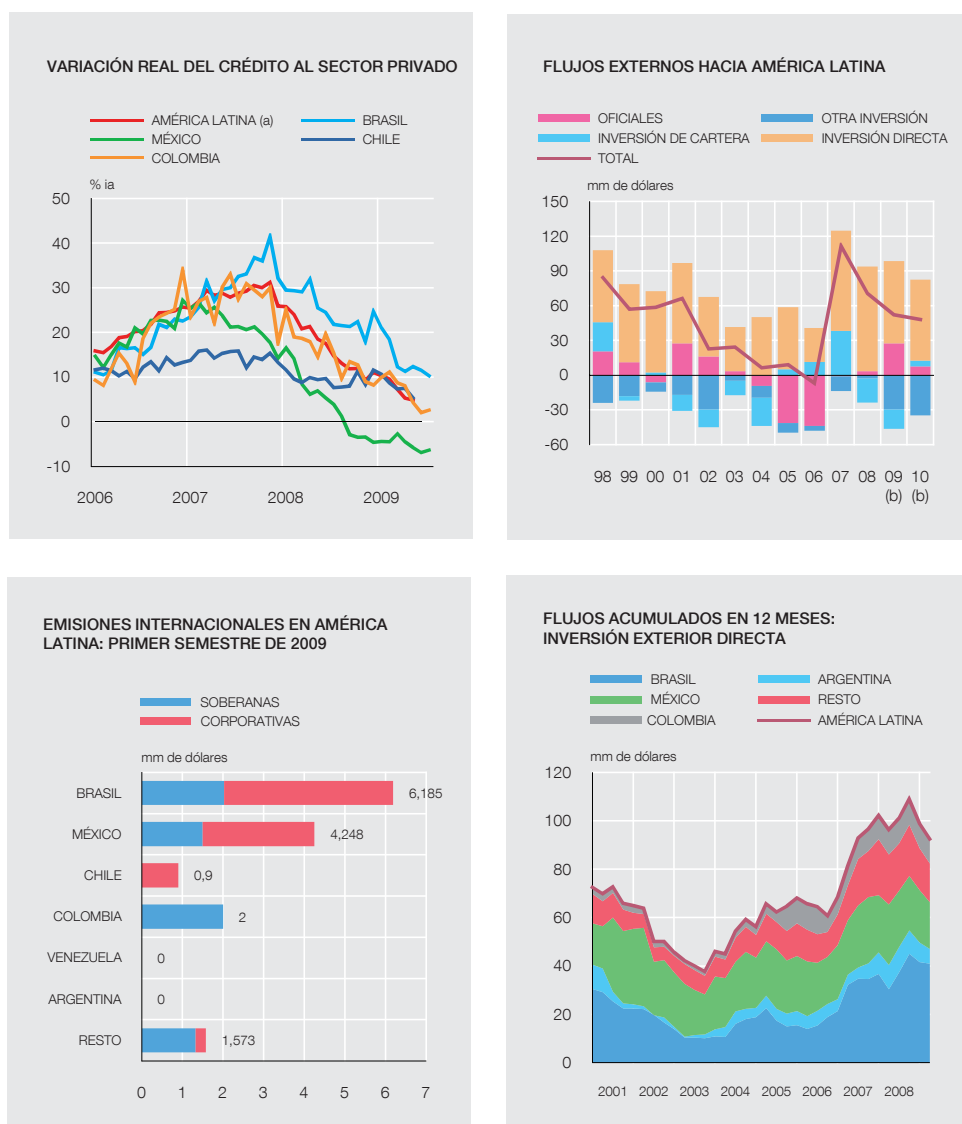 VARIACIÓN REAL DEL CRÉDITO AL SECTOR PRIVADO
AMÉRICA LATINA (a)
BRASIL
MÉXICO
CHILE
COLOMBIA
% ia
50
40
30
20
10
0
-10
2006 2007 2008 2009
FLUJOS EXTERNOS HACIA AMÉRICA LATINA
OFICIALES
OTRA INVERSIÓN
INVERSIÓN DE CARTERA
INVERSIÓN DIRECTA
TOTAL
mm de dólares
150
120
90
60
30
0
-30
-60
98 99 00 01 02 03 04 05 06 07 08 09 10
(b) (b)
EMISIONES INTERNACIONALES EN AMÉRICA
LATINA: PRIMER SEMESTRE DE 2009
SOBERANAS
CORPORATIVAS
mm de dólares
BRASIL 6,185
MÉXICO 4,248
CHILE 0,9
COLOMBIA 2
VENEZUELA 0
ARGENTINA 0
RESTO 1,573
0 1 2 3 4 5 6 7
FLUJOS ACUMULADOS EN 12 MESES:
INVERSIÓN EXTERIOR DIRECTA
BRASIL
ARGENTINA
MÉXICO
RESTO
COLOMBIA
AMÉRICA LATINA
mm de dólares
120
100
80
60
40
20
0
2001 2002 2003 2004 2005 2006 2007 2008